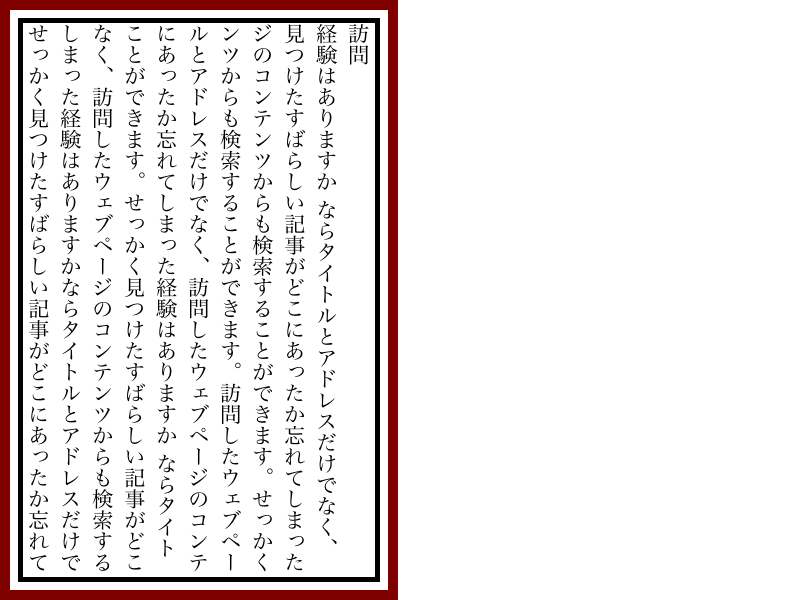 訪問
経験はありますか ならタイトルとアドレスだけでなく、
見つけたすばらしい記事がどこにあったか忘れてしまった
ジのコンテンツからも検索することができます。せっかく
ンツからも検索することができます。訪問したウェブペー
ルとアドレスだけでなく、訪問したウェブページのコンテ
にあったか忘れてしまった経験はありますか ならタイト
ことができます。せっかく見つけたすばらしい記事がどこ
なく、訪問したウェブページのコンテンツからも検索する
しまった経験はありますかならタイトルとアドレスだけで
せっかく見つけたすばらしい記事がどこにあったか忘れて